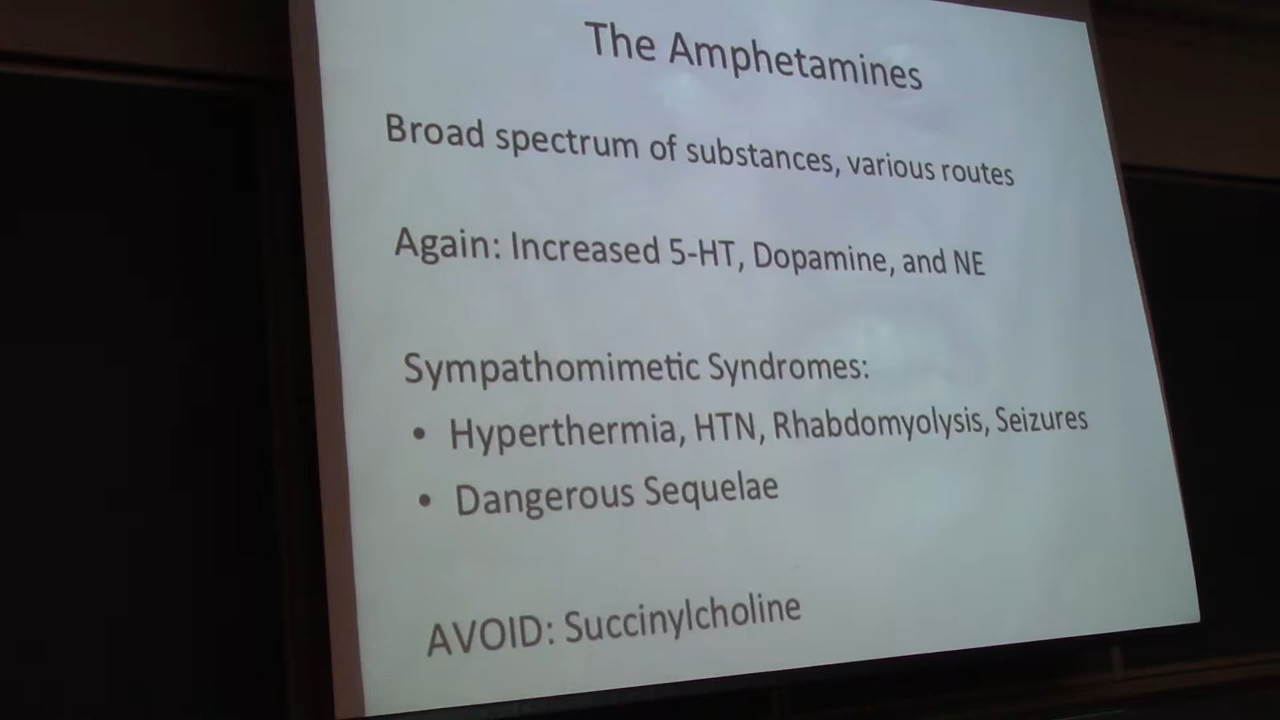 The Amphetamines
Broad spectrum of substances, various routes
Again: Increased 5-HT, Dopamine, and NE
Sympathomimetic Syndromes:
• Hyperthermia, HTN, Rhabdomyolysis, Seizures
• Dangerous Sequelae
AVOID: Succinylcholine